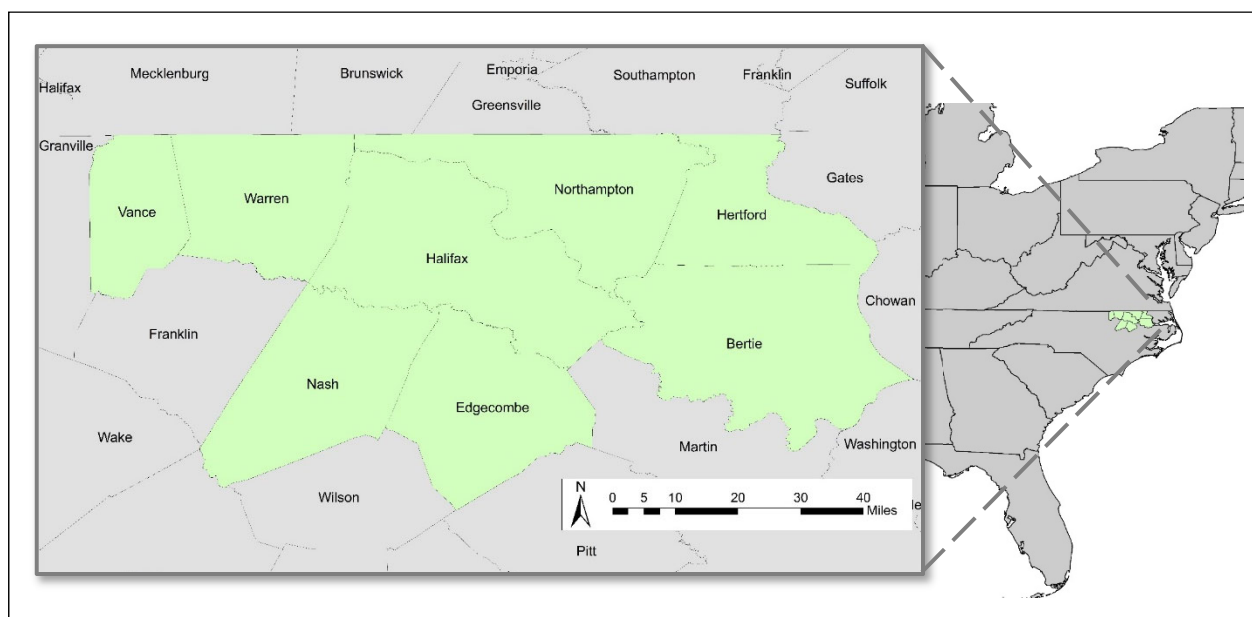 Mecklenburg
Brunswick
Emporia
Southampton
Franklin
Halifax
Suffolk
Greensville
Granville
Gates
Vance
Warren
Northampton
Hertford
Halifax
Chowan
Franklin
Bertie
Nash
Edgecombe
Wake
Martin
Washington
Wilson
N
0 5 10 20 30 40
Miles
le
Pitt